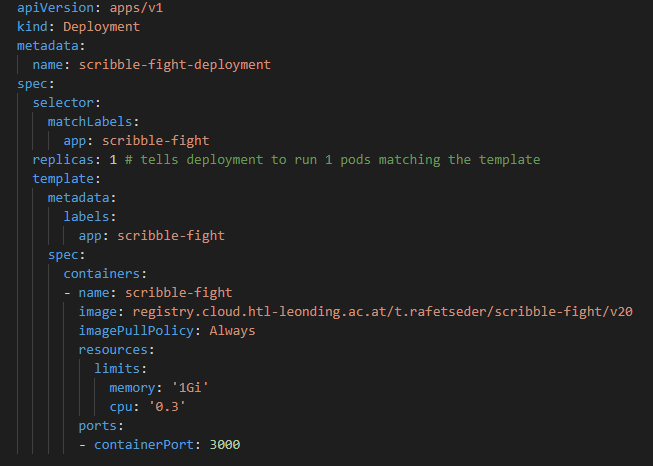 apiVersion: apps/v1
kind: Deployment
metadata:
  name: scribble-fight-deployment
spec:
  selector:
    matchLabels:
      app: scribble-fight
  replicas: 1 # tells deployment to run 1 pods matching the template
  template:
    metadata:
      labels:
        app: scribble-fight
    spec:
      containers:
      - name: scribble-fight
        image: registry.cloud.htl-leonding.ac.at/t.rafetseder/scribble-fight/v20
        imagePullPolicy: Always
        resources:
          limits:
            memory: '1Gi'
            cpu: '0.3'
        ports:
        - containerPort: 3000